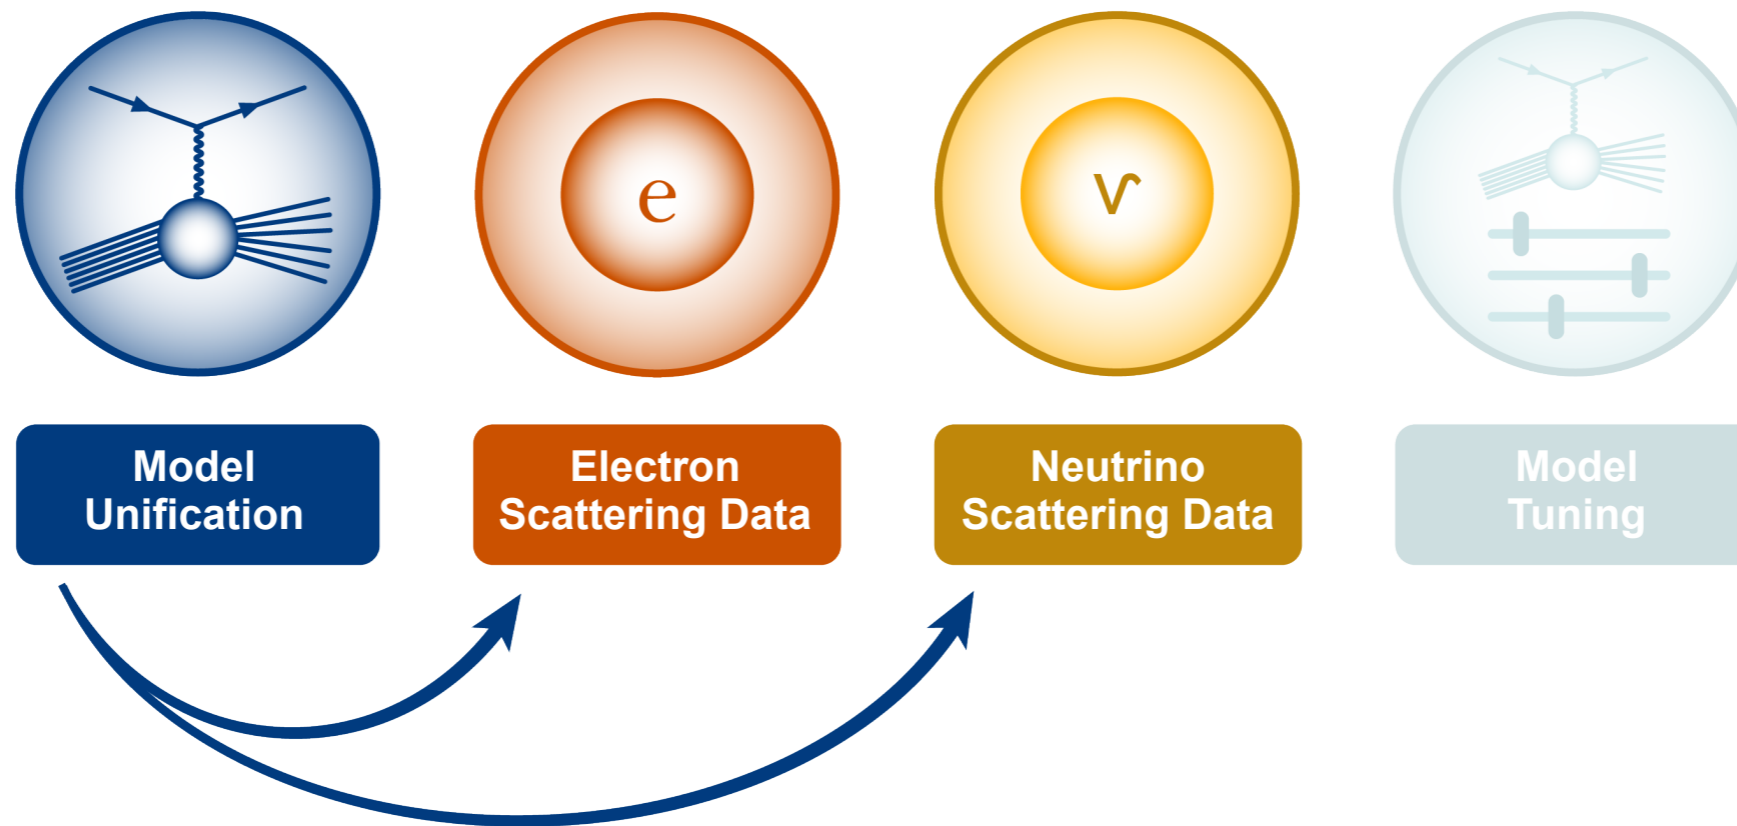 e
ν
Model
Unification
Electron
Scattering Data
Neutrino
Scattering Data
Model
Tuning